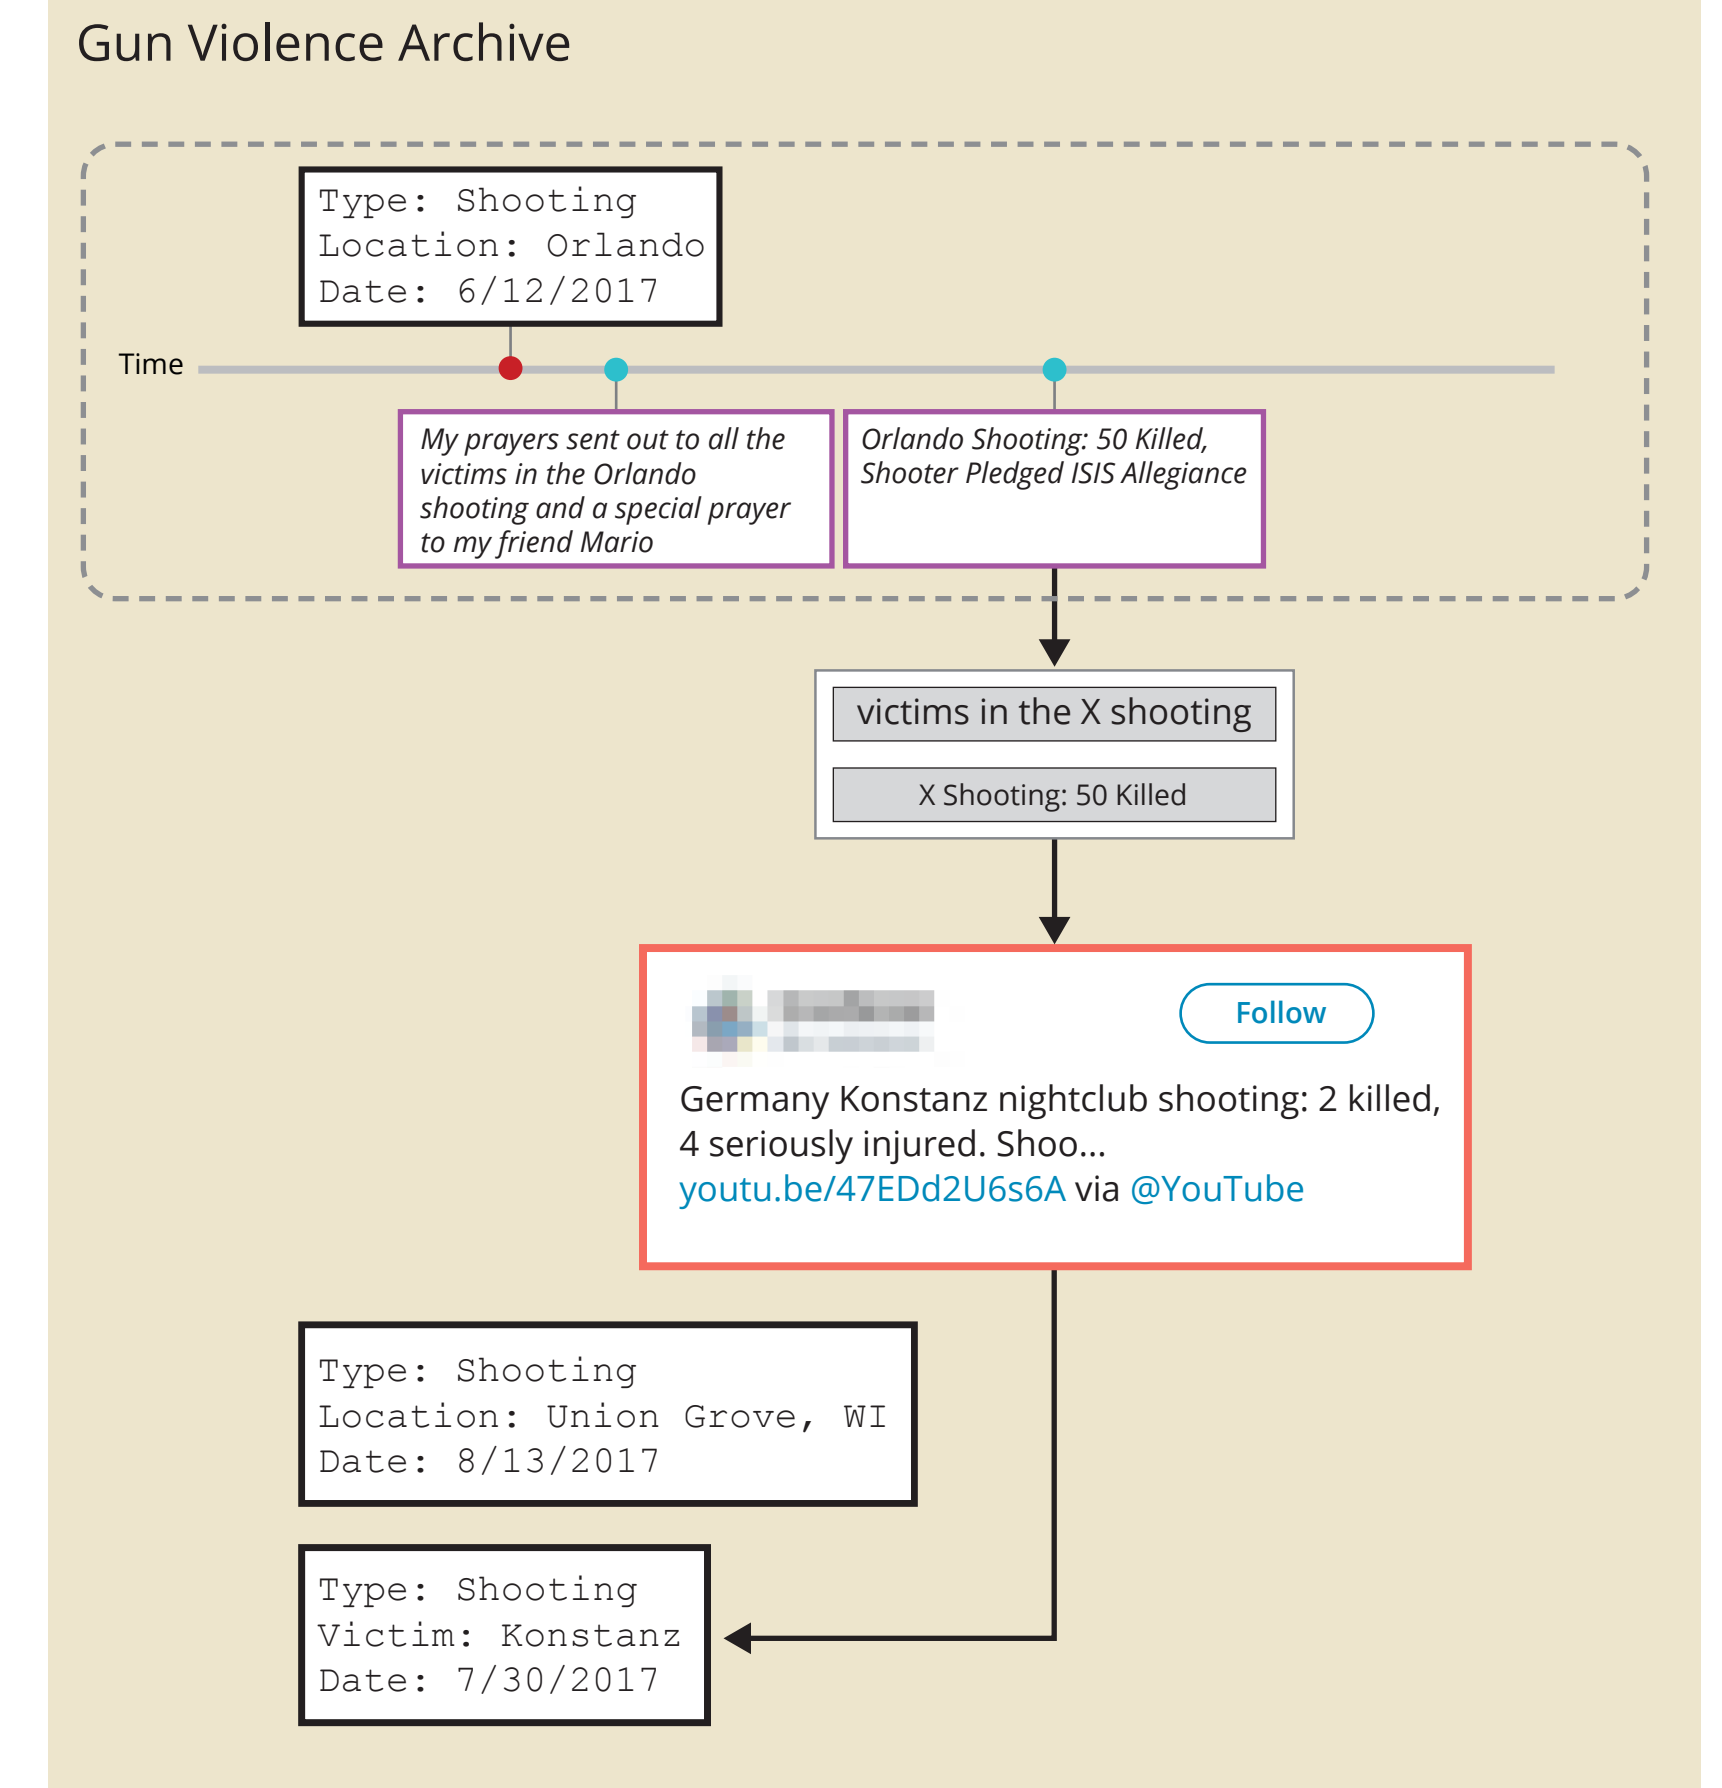 Gun Violence Archive
Type: Shooting
Location: Orlando
Date: 6/12/2017
Time
My prayers sent out to all the
victims in the Orlando
shooting and a special prayer
to my friend Mario
Orlando Shooting: 50 Killed,
Shooter Pledged ISIS Allegiance
victims in the X shooting
X Shooting: 50 Killed
Follow
Germany Konstanz nightclub shooting: 2 killed,
4 seriously injured. Shoo...
youtu.be/47EDd2U6s6A via @YouTube
Type: Shooting
Location: Union Grove, WI
Date: 8/13/2017
Type: Shooting
Victim: Konstanz
Date: 7/30/2017